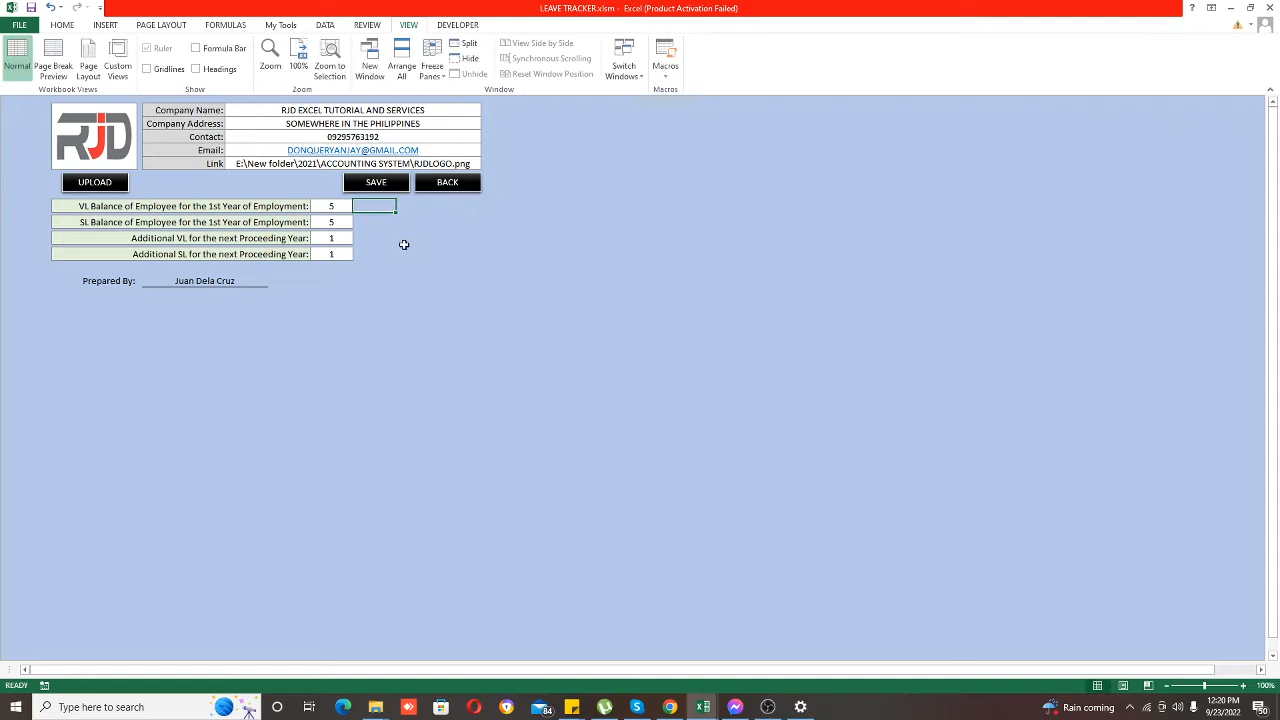 LEAVE TRACKER.xlsm - Excel (Product Activation Failed)
FILE HOME INSERT PAGE LAYOUT FORMULAS My Tools DATA REVIEW VIEW DEVELOPER
Normal Page Break Preview Page Layout Custom Views
Workbook Views
Ruler Formula Bar
Gridlines Headings
Show
Zoom 100% Zoom to Selection
Zoom
New Window Arrange All Freeze Panes
Split
Hide
Unhide
View Side by Side
Synchronous Scrolling
Reset Window Position
Window
Switch Windows
Macros
Macros
RJD
Company Name: RJD EXCEL TUTORIAL AND SERVICES
Company Address: SOMEWHERE IN THE PHILIPPINES
Contact: 09295763192
Email: DONQUERYANJAY@GMAIL.COM
Link E:\New folder\2021\ACCOUNTING SYSTEM\RJDLOGO.png
UPLOAD SAVE BACK
VL Balance of Employee for the 1st Year of Employment: 5
SL Balance of Employee for the 1st Year of Employment: 5
Additional VL for the next Proceeding Year: 1
Additional SL for the next Proceeding Year: 1
Prepared By: Juan Dela Cruz
READY 100%
Type here to search 84 Rain coming 12:20 PM
9/23/2022